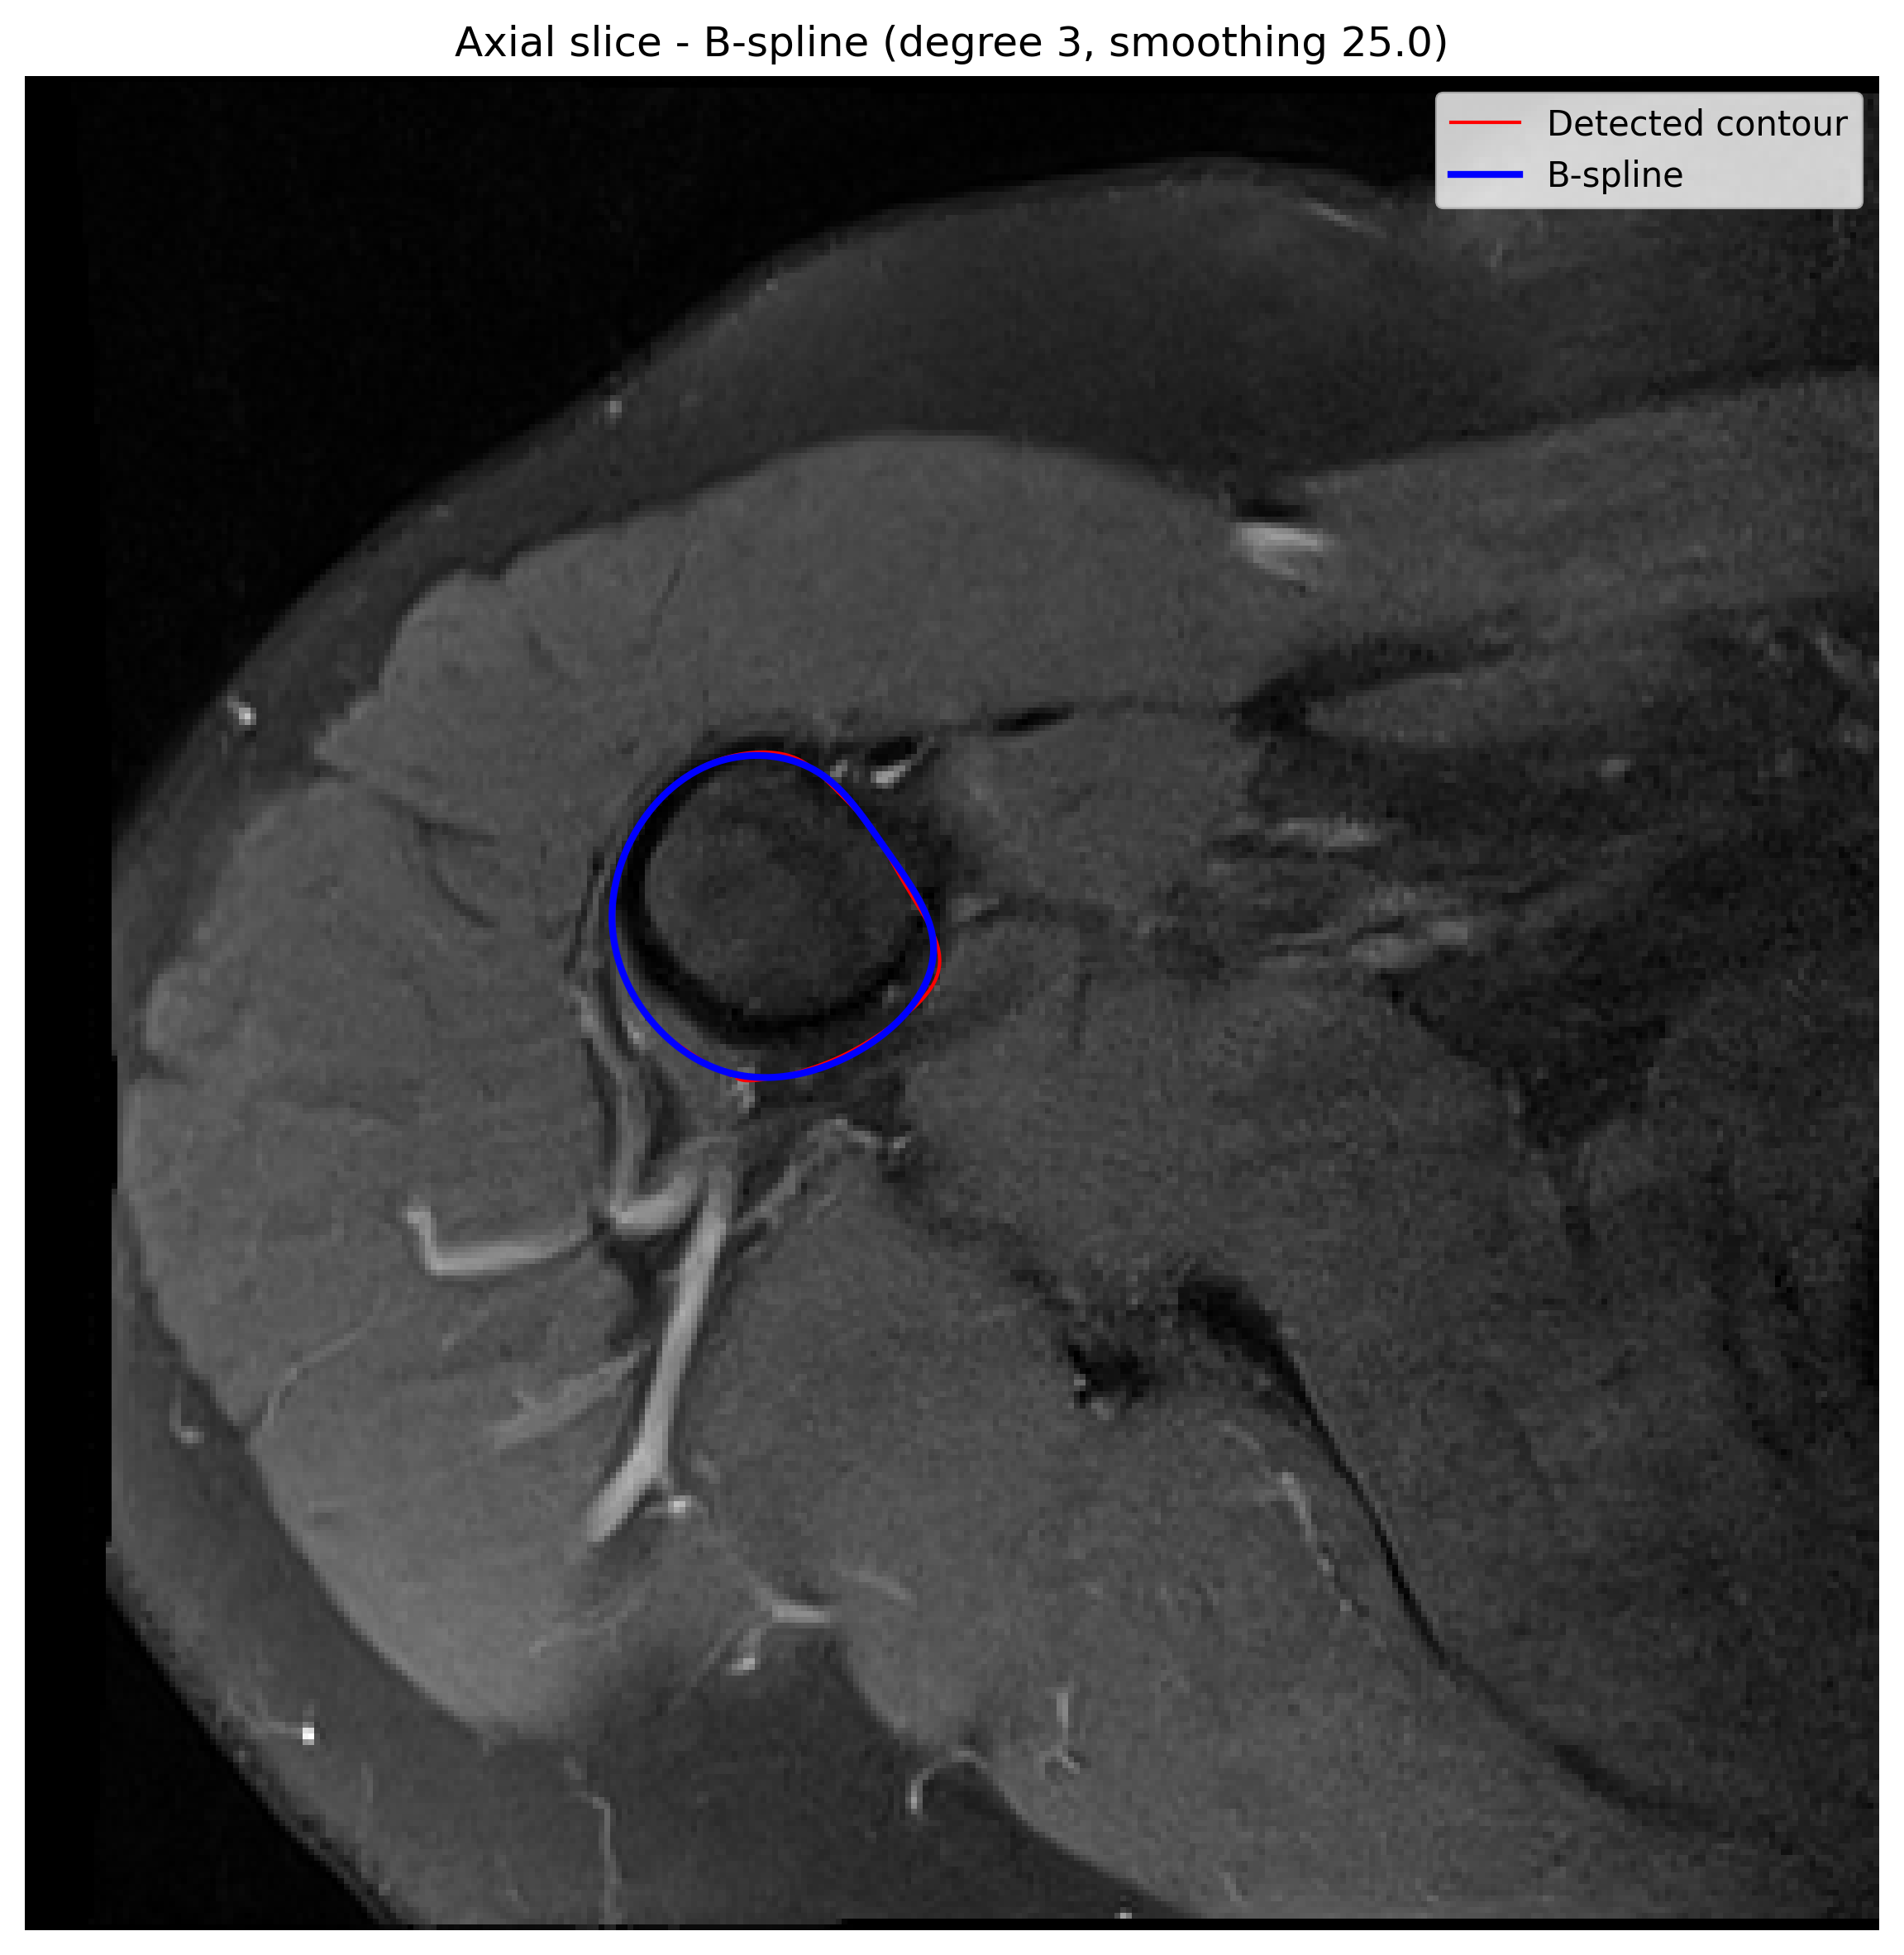 Axial slice - B-spline (degree 3, smoothing 25.0)
Detected contour
B-spline